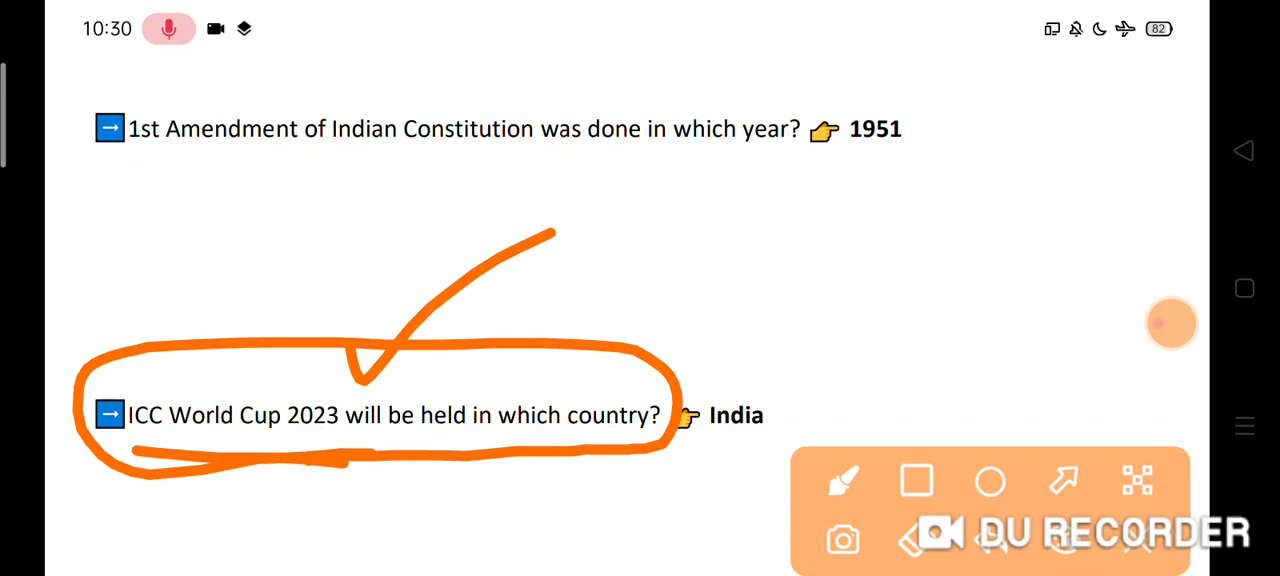 10:30
82
1st Amendment of Indian Constitution was done in which year? 1951
ICC World Cup 2023 will be held in which country? India
DU RECORDER